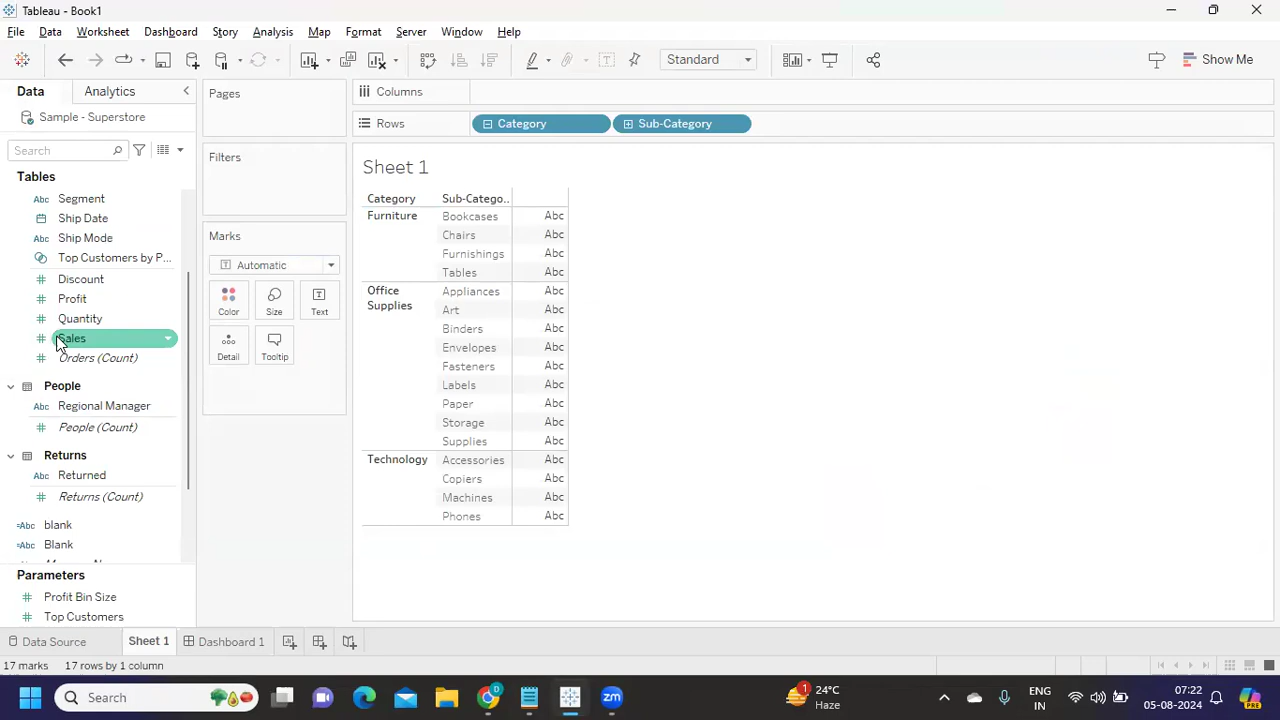 Tableau - Book1
File Data Worksheet Dashboard Story Analysis Map Format Server Window Help
Standard
Show Me
Data Analytics
Sample - Superstore
Search
Tables
Segment
Ship Date
Ship Mode
Top Customers by P...
Discount
Profit
Quantity
Sales
Orders (Count)
People
Regional Manager
People (Count)
Returns
Returned
Returns (Count)
blank
Blank
Parameters
Profit Bin Size
Top Customers
Pages
Filters
Marks
Automatic
Color Size Text
Detail Tooltip
Columns
Rows Category Sub-Category
Sheet 1
Category Sub-Catego..
Furniture Bookcases Abc
Chairs Abc
Furnishings Abc
Tables Abc
Office Supplies Appliances Abc
Art Abc
Binders Abc
Envelopes Abc
Fasteners Abc
Labels Abc
Paper Abc
Storage Abc
Supplies Abc
Technology Accessories Abc
Copiers Abc
Machines Abc
Phones Abc
Data Source Sheet 1 Dashboard 1
17 marks 17 rows by 1 column
Search
24°C
Haze
ENG
IN
07:22
05-08-2024